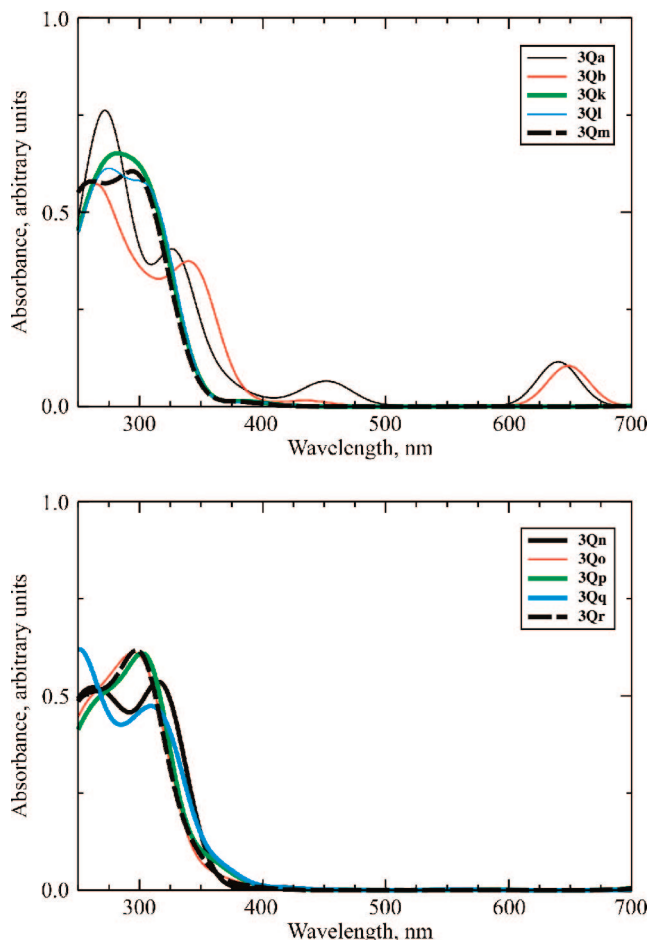 1.0
3Qa
3Qb
3Qk
3Ql
3Qm
Absorbance, arbitrary units
0.5
0.0
300 400 500 600 700
Wavelength, nm
1.0
3Qn
3Qo
3Qp
3Qq
3Qr
Absorbance, arbitrary units
0.5
0.0
300 400 500 600 700
Wavelength, nm